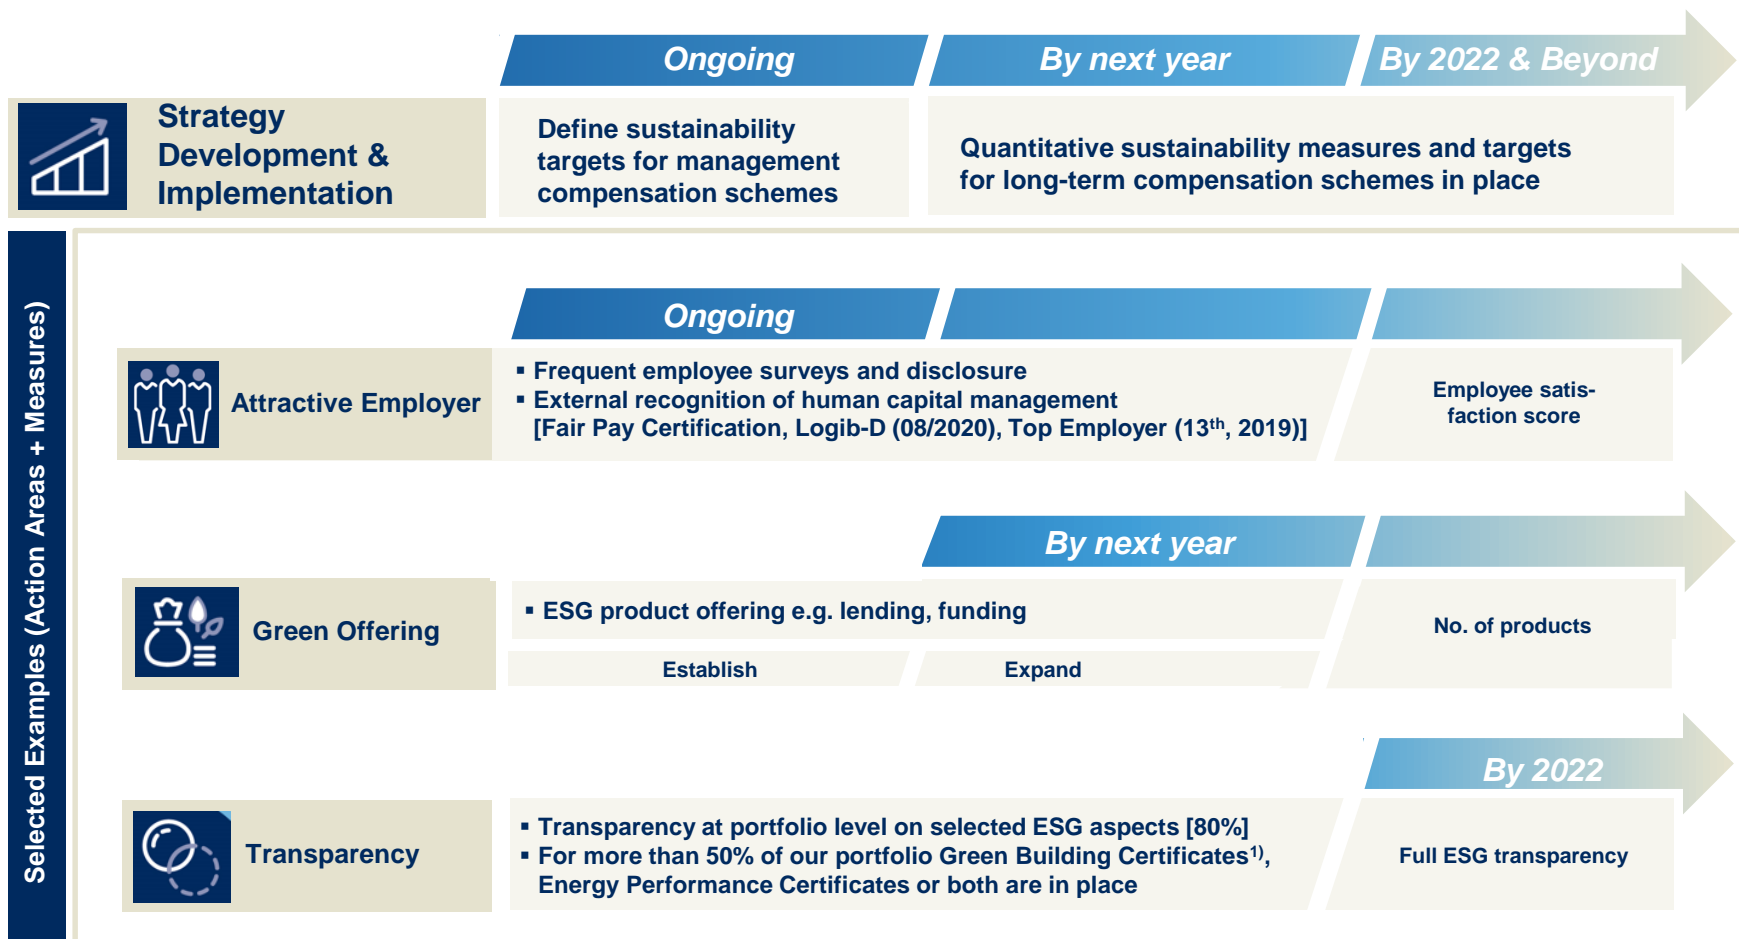 Ongoing
By next year
By 2022 & Beyond
Strategy
Development &
Implementation
Define sustainability
targets for management
compensation schemes
Quantitative sustainability measures and targets
for long-term compensation schemes in place
Selected Examples (Action Areas + Measures)
Ongoing
Attractive Employer
▪ Frequent employee surveys and disclosure
▪ External recognition of human capital management
[Fair Pay Certification, Logib-D (08/2020), Top Employer (13th, 2019)]
Employee satis-
faction score
By next year
Green Offering
▪ ESG product offering e.g. lending, funding
Establish
Expand
No. of products
By 2022
Transparency
▪ Transparency at portfolio level on selected ESG aspects [80%]
▪ For more than 50% of our portfolio Green Building Certificates1),
Energy Performance Certificates or both are in place
Full ESG transparency